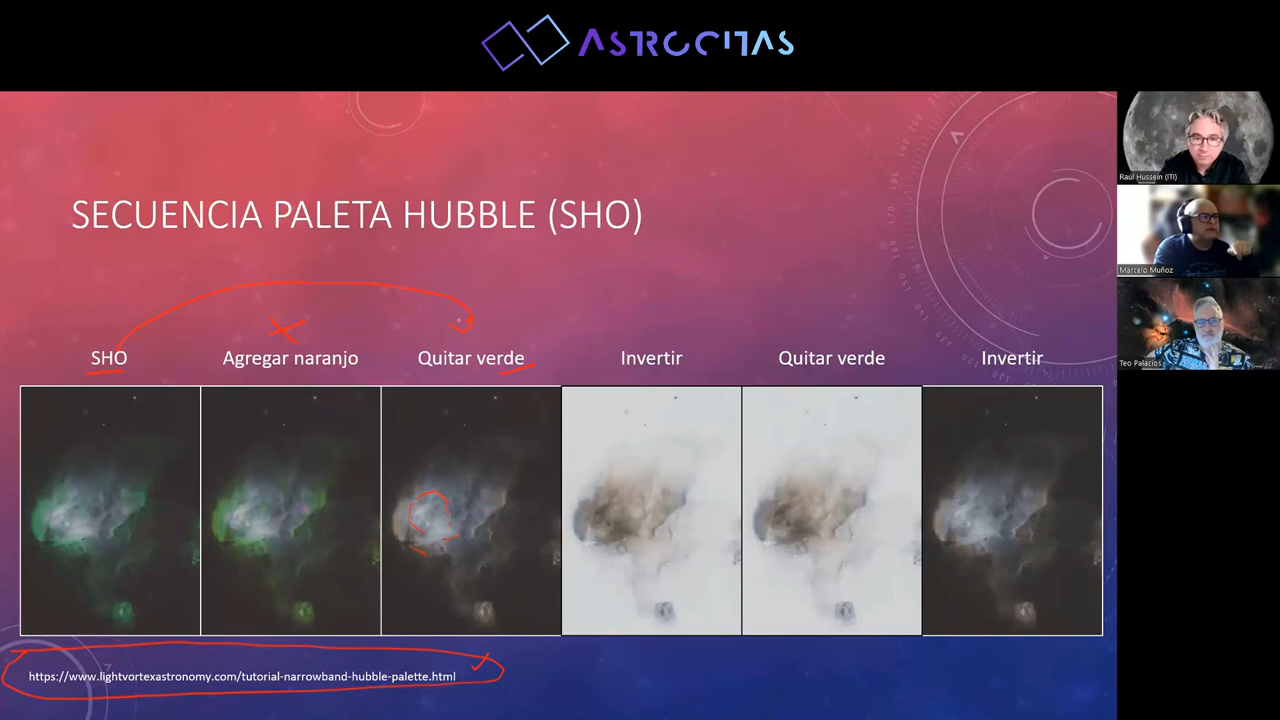 ASTROCITAS
SECUENCIA PALETA HUBBLE (SHO)
SHO
Agregar naranjo
Quitar verde
Invertir
Quitar verde
Invertir
https://www.lightvortexastronomy.com/tutorial-narrowband-hubble-palette.html
Raúl Hussein (ITI)
Marcelo Muñoz
Teo Palacios